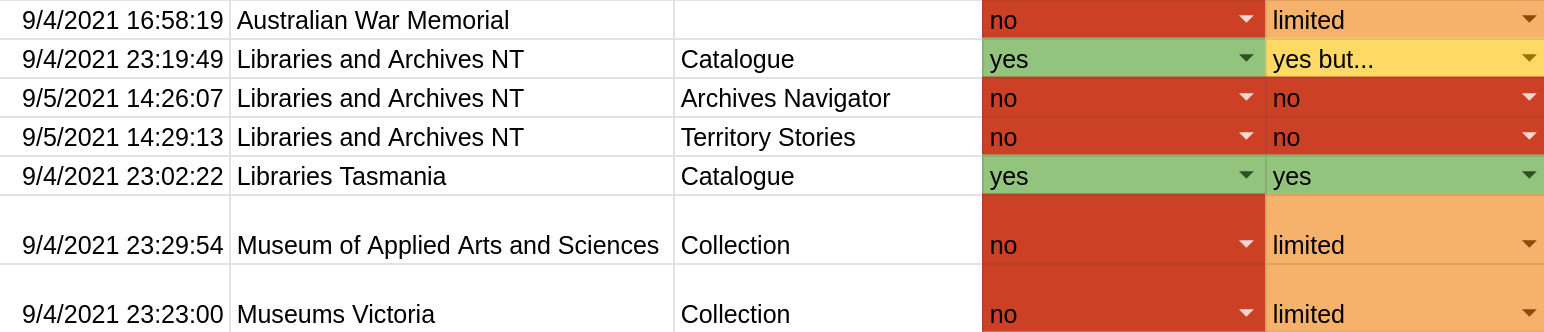 9/4/2021 16:58:19 Australian War Memorial no limited
9/4/2021 23:19:49 Libraries and Archives NT Catalogue yes yes but...
9/5/2021 14:26:07 Libraries and Archives NT Archives Navigator no no
9/5/2021 14:29:13 Libraries and Archives NT Territory Stories no no
9/4/2021 23:02:22 Libraries Tasmania Catalogue yes yes
9/4/2021 23:29:54 Museum of Applied Arts and Sciences Collection no limited
9/4/2021 23:23:00 Museums Victoria Collection no limited